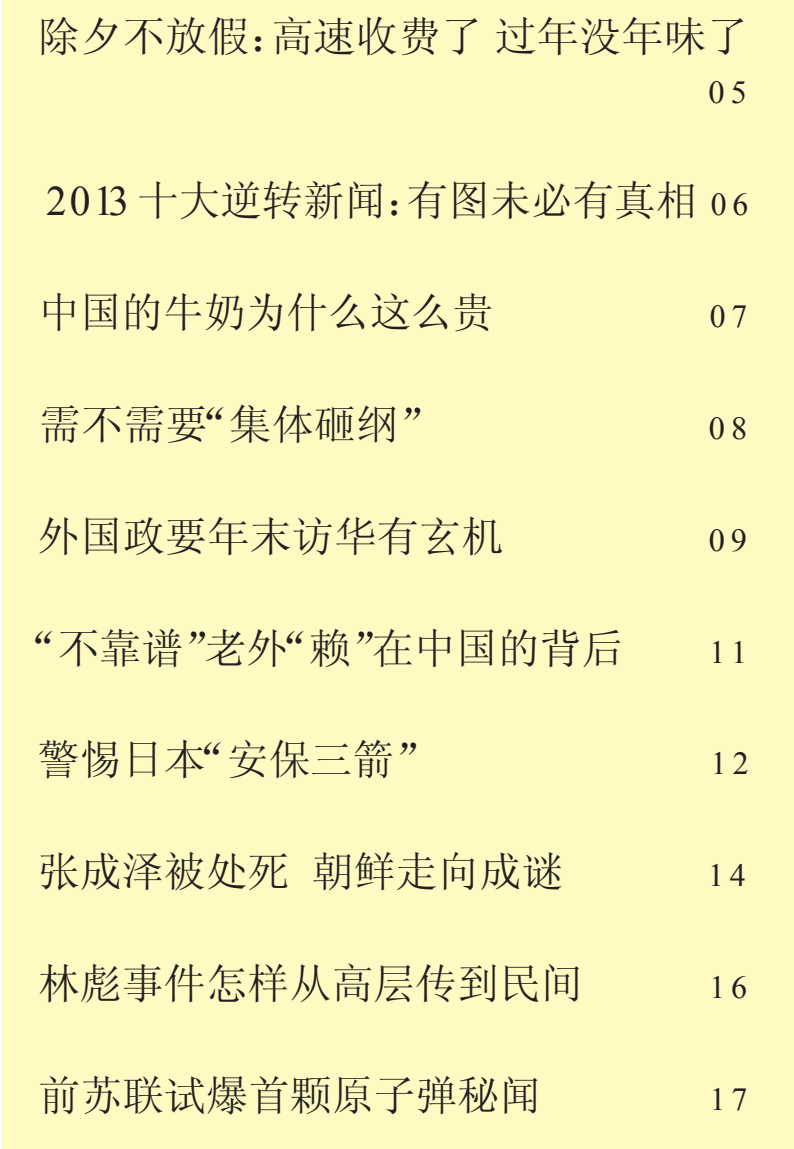 除夕不放假：高速收费了 过年没年味了
05
2013 十大逆转新闻：有图未必有真相 06
中国的牛奶为什么这么贵 07
需不需要“集体砸纲” 08
外国政要年末访华有玄机 09
“不靠谱”老外“赖”在中国的背后 11
警惕日本“安保三箭” 12
张成泽被处死 朝鲜走向成谜 14
林彪事件怎样从高层传到民间 16
前苏联试爆首颗原子弹秘闻 17